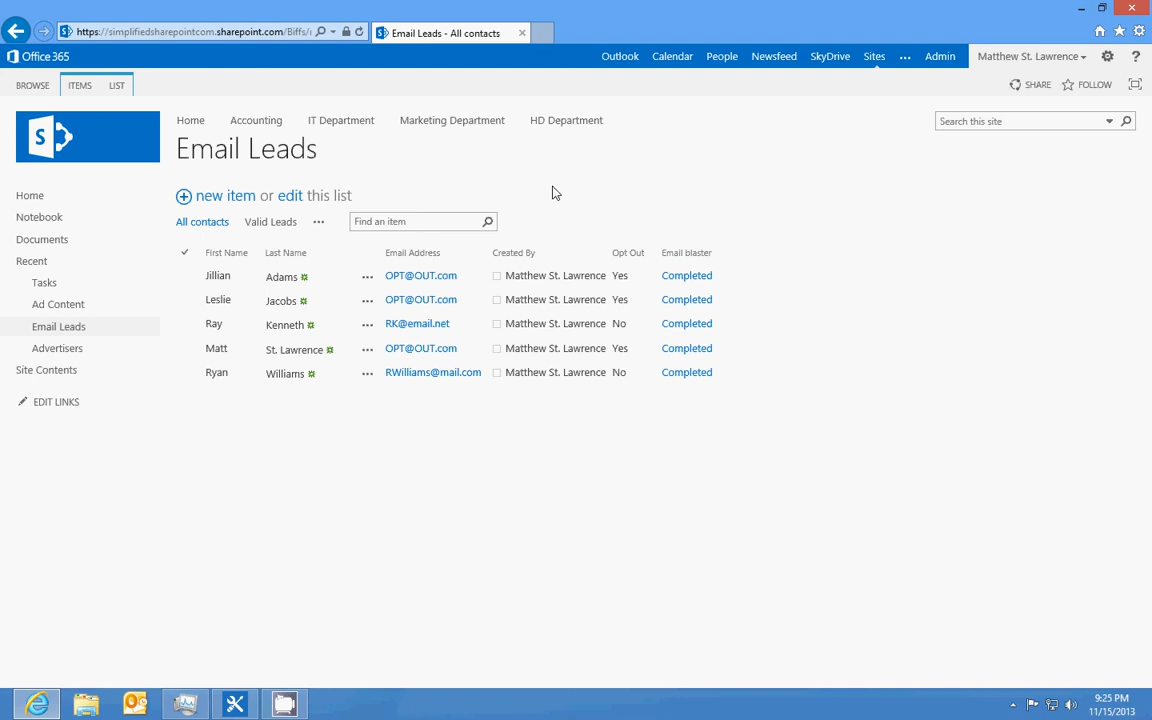 https://simplifiedsharepointcom.sharepoint.com/Biffs/
Email Leads - All contacts
Office 365
Outlook Calendar People Newsfeed SkyDrive Sites ••• Admin Matthew St. Lawrence ?
BROWSE ITEMS LIST SHARE FOLLOW
S
Home Accounting IT Department Marketing Department HD Department
Search this site
Email Leads
Home
Notebook
Documents
Recent
Tasks
Ad Content
Email Leads
Advertisers
Site Contents
EDIT LINKS
new item or edit this list
All contacts Valid Leads ••• Find an item
First Name Last Name Email Address Created By Opt Out Email blaster
Jillian Adams ••• OPT@OUT.com Matthew St. Lawrence Yes Completed
Leslie Jacobs ••• OPT@OUT.com Matthew St. Lawrence Yes Completed
Ray Kenneth ••• RK@email.net Matthew St. Lawrence No Completed
Matt St. Lawrence ••• OPT@OUT.com Matthew St. Lawrence Yes Completed
Ryan Williams ••• RWilliams@mail.com Matthew St. Lawrence No Completed
9:25 PM
11/15/2013